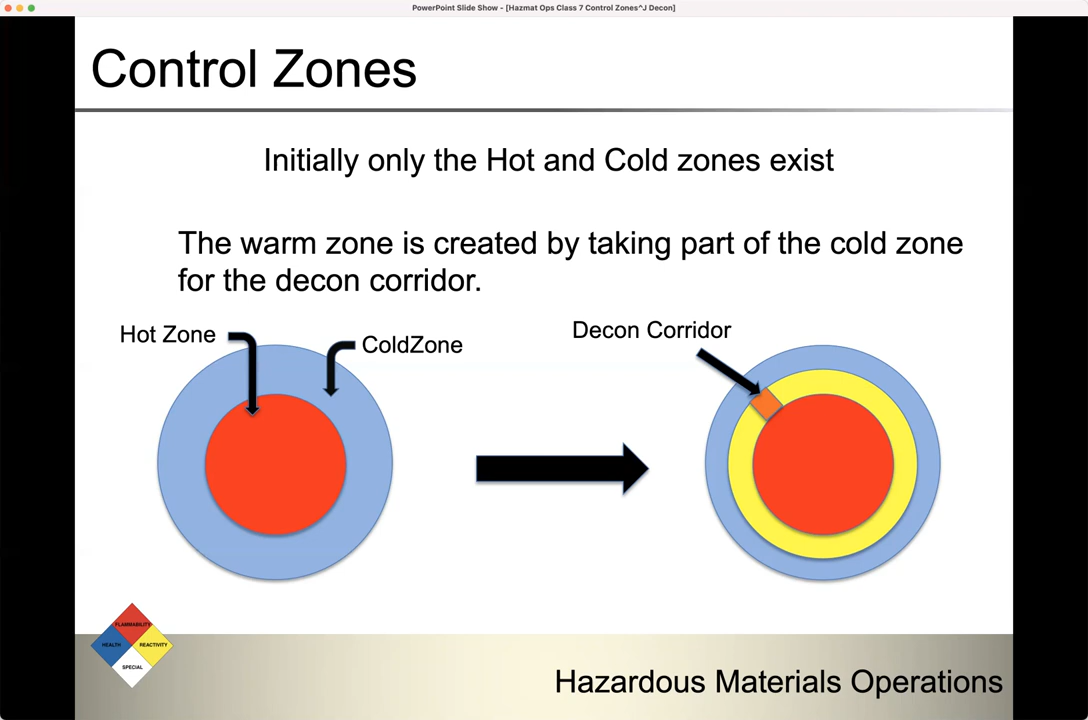 PowerPoint Slide Show - [Hazmat Ops Class 7 Control Zones^J Decon]
Control Zones
Initially only the Hot and Cold zones exist
The warm zone is created by taking part of the cold zone
for the decon corridor.
Hot Zone
ColdZone
Decon Corridor
FLAMMABILITY
HEALTH
REACTIVITY
SPECIAL
Hazardous Materials Operations